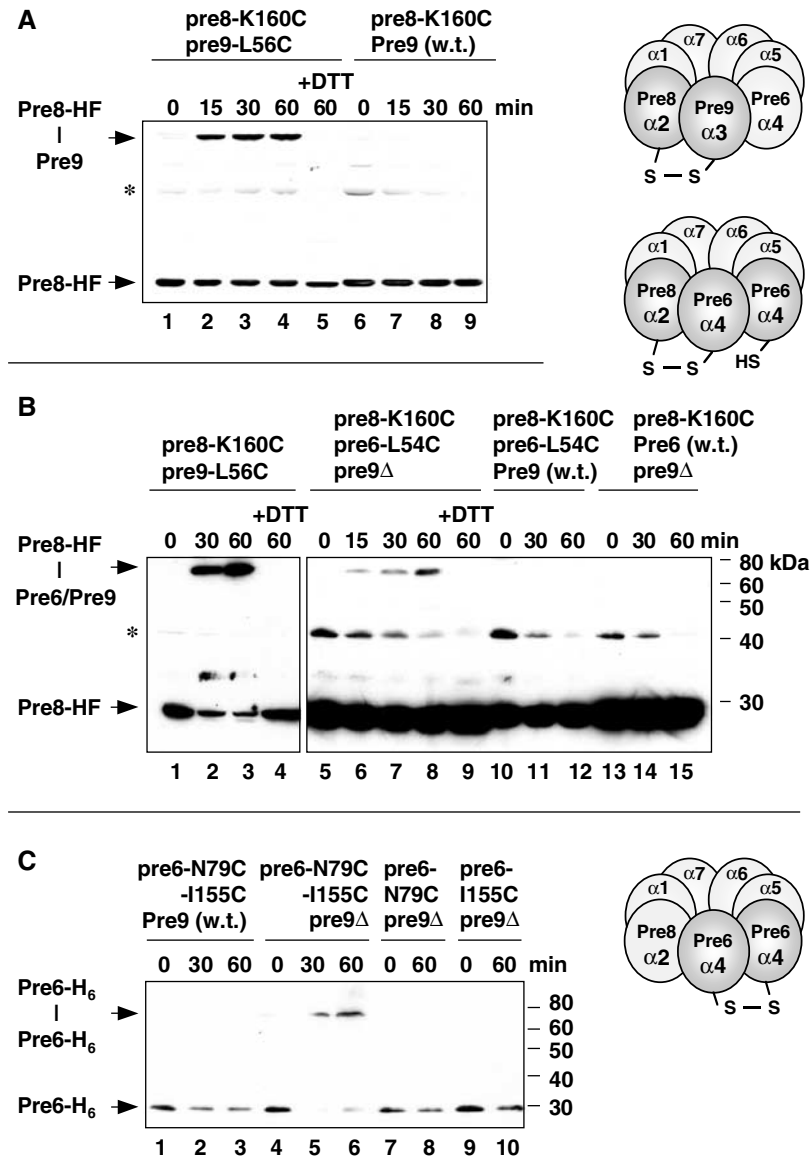 A
pre8-K160C pre8-K160C
pre9-L56C Pre9 (w.t.)
+DTT
0 15 30 60 60 0 15 30 60 min
Pre8-HF
Pre9
*
Pre8-HF
1 2 3 4 5 6 7 8 9
α7 α6
α1 α5
Pre8 Pre9 Pre6
α2 α3 α4
S – S
α7 α6
α1 α5
Pre8 Pre6 Pre6
α2 α4 α4
S – S HS
B
pre8-K160C pre8-K160C pre8-K160C pre8-K160C
pre9-L56C pre6-L54C pre6-L54C Pre6 (w.t.)
pre9Δ Pre9 (w.t.) pre9Δ
+DTT +DTT
0 30 60 60 0 15 30 60 60 0 30 60 0 30 60 min
Pre8-HF
Pre6/Pre9
*
Pre8-HF
80 kDa
60
50
40
30
1 2 3 4 5 6 7 8 9 10 11 12 13 14 15
C
pre6-N79C pre6-N79C pre6- pre6-
-I155C -I155C N79C I155C
Pre9 (w.t.) pre9Δ pre9Δ pre9Δ
0 30 60 0 30 60 0 60 0 60 min
Pre6-H6
Pre6-H6
Pre6-H6
80
60
50
40
30
1 2 3 4 5 6 7 8 9 10
α7 α6
α1 α5
Pre8 Pre6 Pre6
α2 α4 α4
S – S